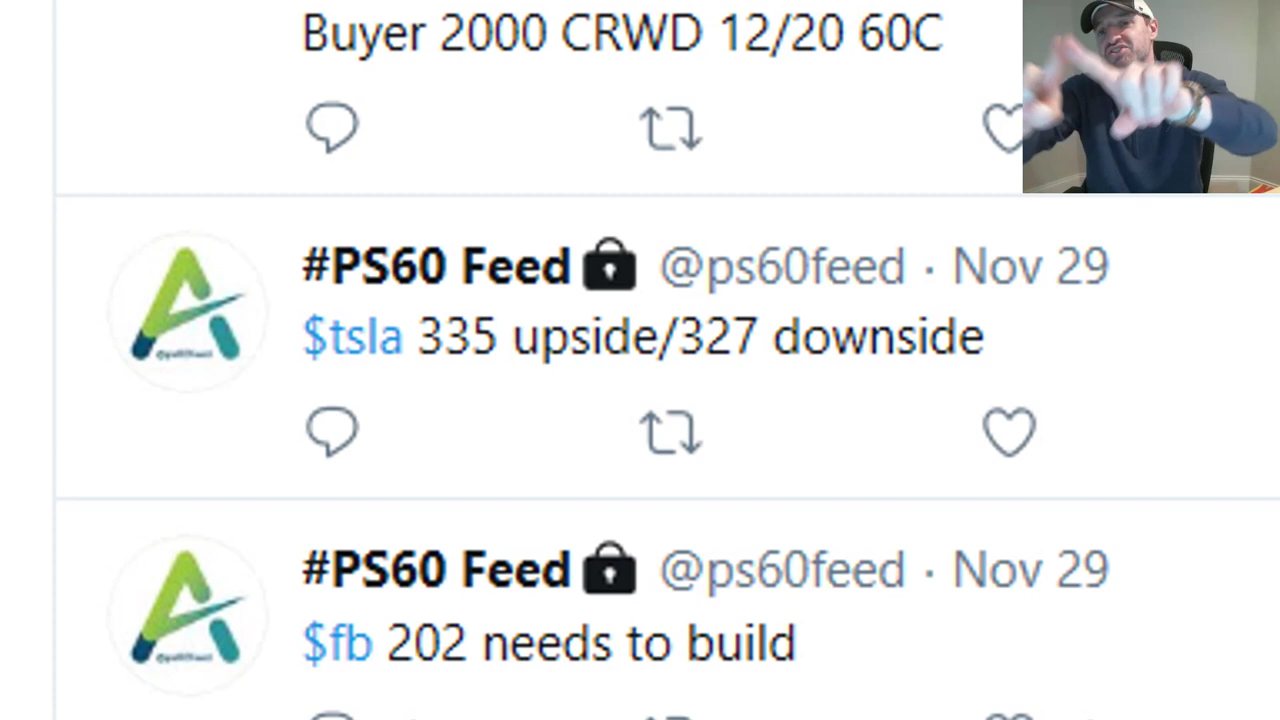 Buyer 2000 CRWD 12/20 60C
#PS60 Feed @ps60feed · Nov 29
$tsla 335 upside/327 downside
#PS60 Feed @ps60feed · Nov 29
$fb 202 needs to build